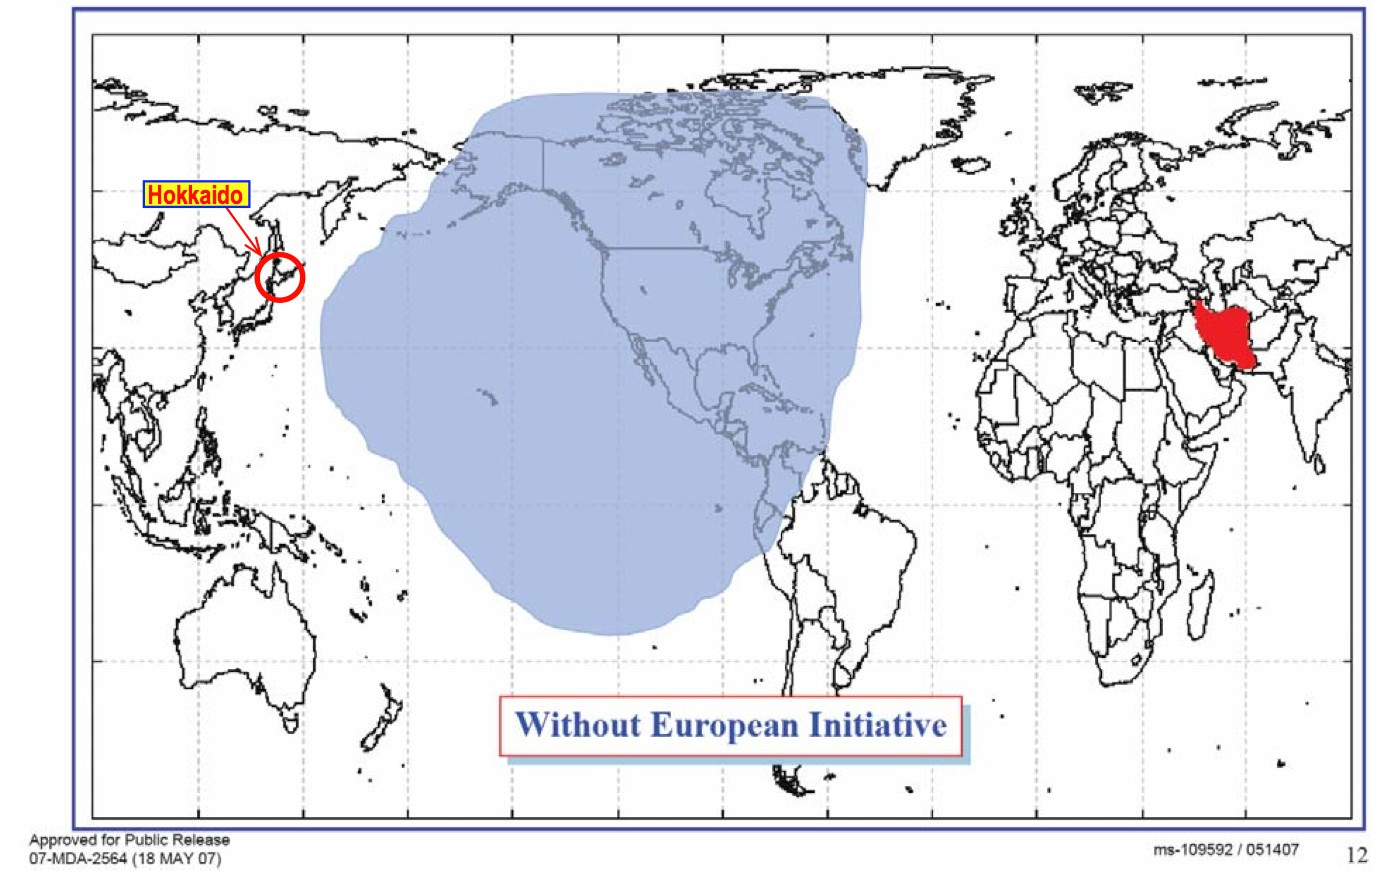 Hokkaido
Without European Initiative
Approved for Public Release
07-MDA-2564 (18 MAY 07)
ms-109592 / 051407
12